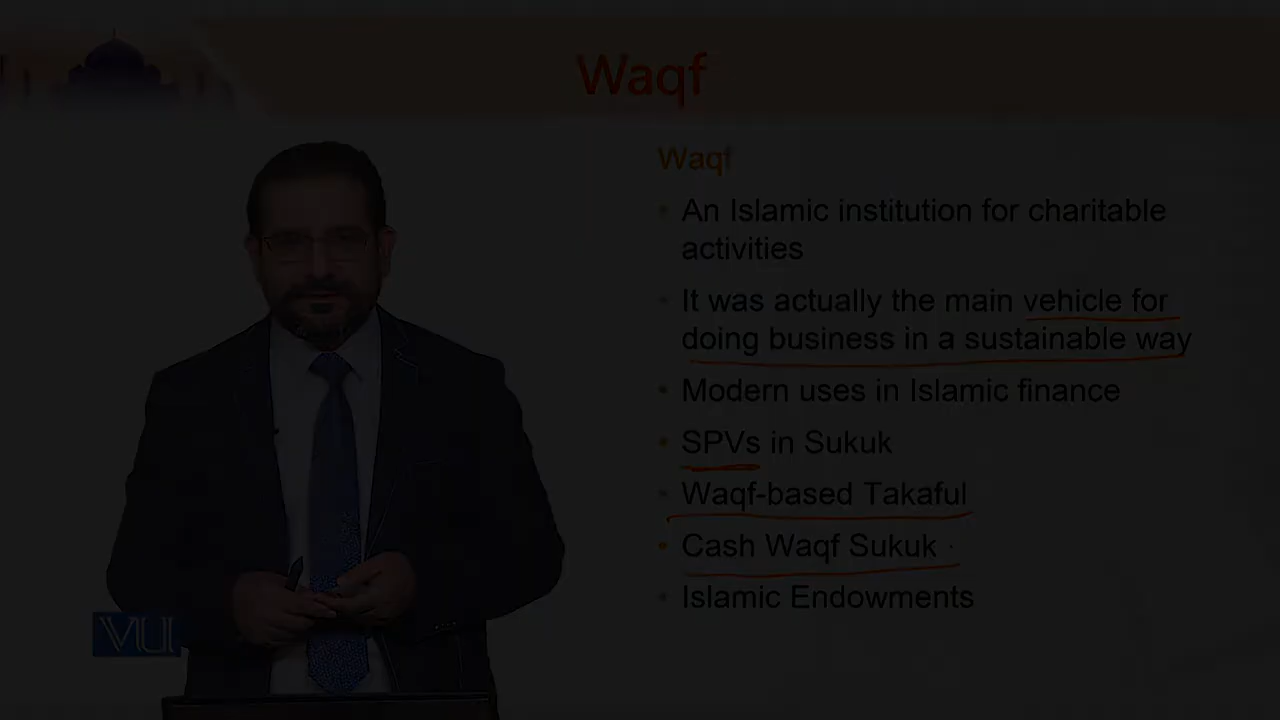 Waqf
Waqf
An Islamic institution for charitable
activities
It was actually the main vehicle for
doing business in a sustainable way
Modern uses in Islamic finance
SPVs in Sukuk
Waqf-based Takaful
Cash Waqf Sukuk
Islamic Endowments
VU